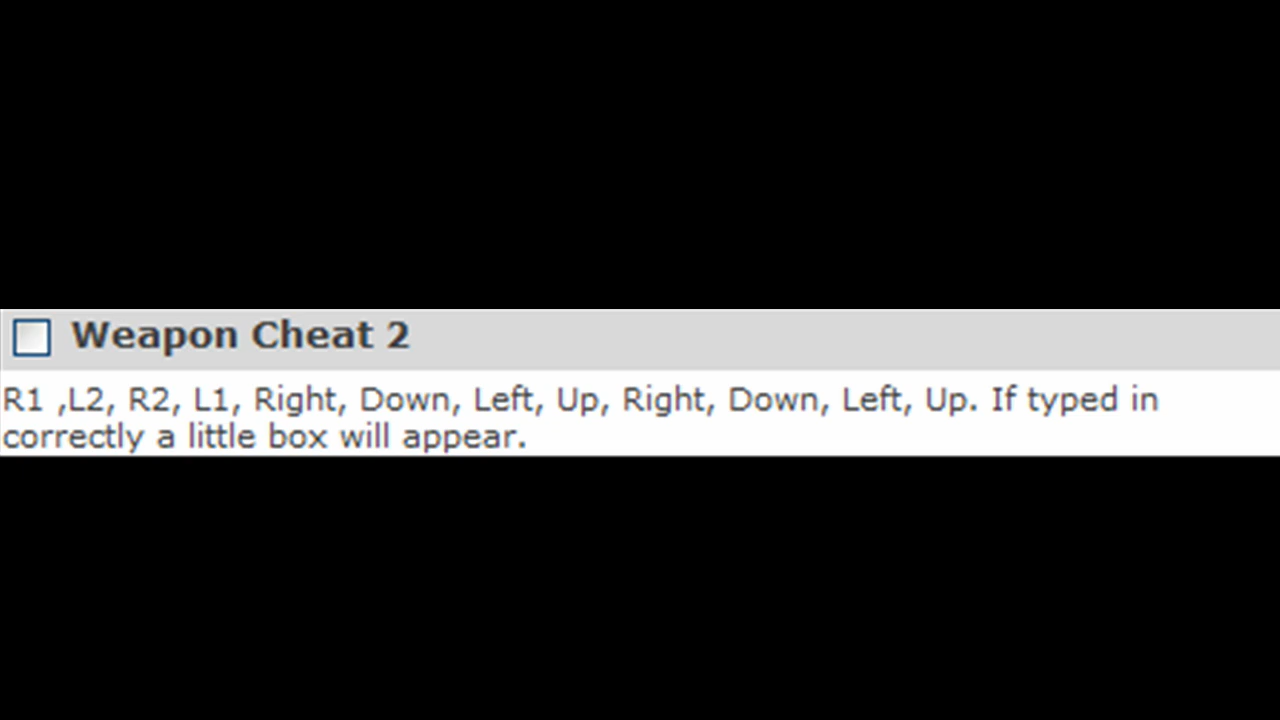 Weapon Cheat 2
R1 ,L2, R2, L1, Right, Down, Left, Up, Right, Down, Left, Up. If typed in
correctly a little box will appear.